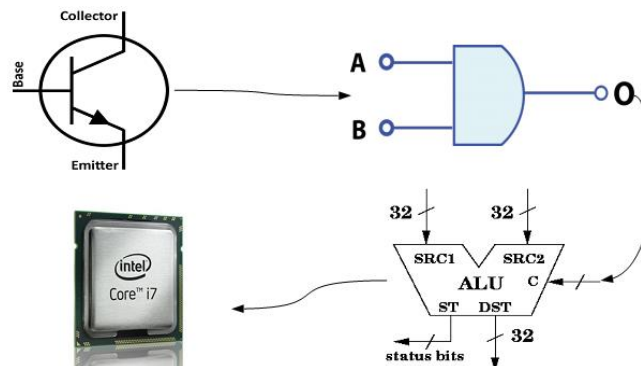 Collector
Base
Emitter
A
B
O
32
32
SRC1
SRC2
ALU
C
ST
DST
32
status bits
intel
Core™ i7